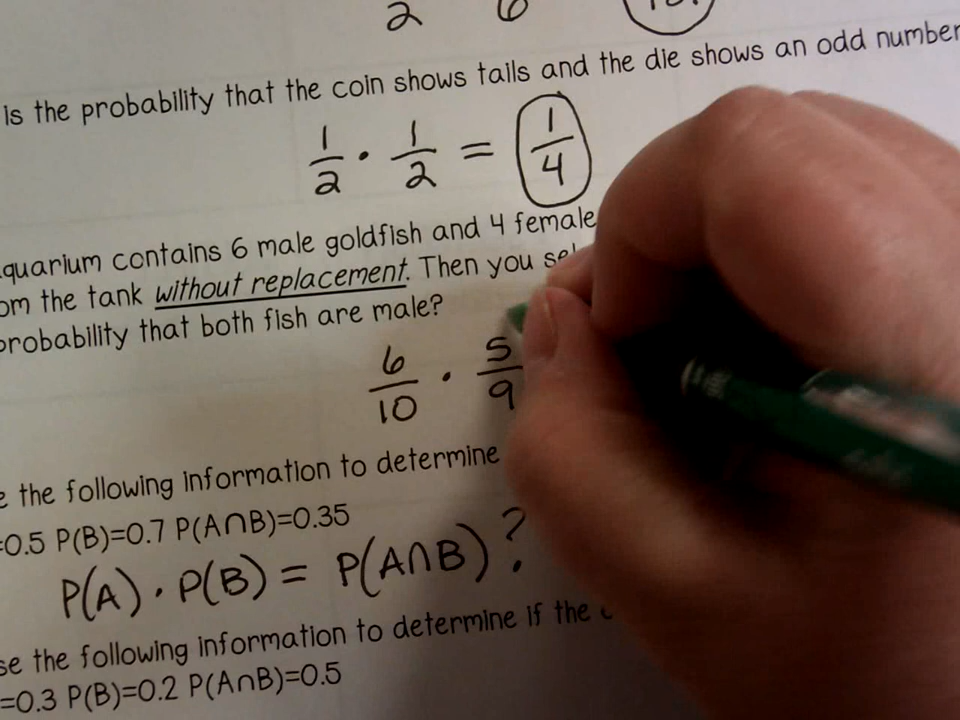 2 6
is the probability that the coin shows tails and the die shows an odd number
1/2 · 1/2 = 1/4
quarium contains 6 male goldfish and 4 female
om the tank without replacement. Then you sel
probability that both fish are male?
6/10 · 5/9
e the following information to determine
=0.5 P(B)=0.7 P(A∩B)=0.35
P(A) · P(B) = P(A∩B)?
se the following information to determine if the
=0.3 P(B)=0.2 P(A∩B)=0.5